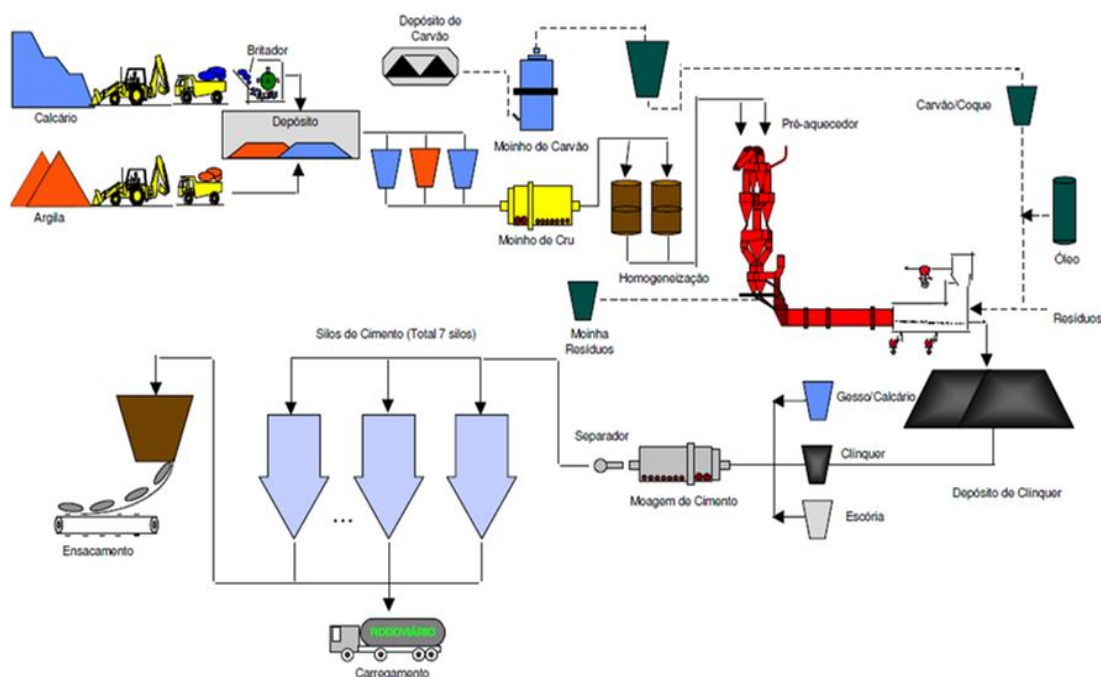 Depósito de
Carvão
Britador
Calcário
Depósito
Carvão/Coque
Moinho de Carvão
Pré-aquecedor
Argila
Moinho de Cru
Homogeneização
Óleo
Moinha
Resíduos
Resíduos
Silos de Cimento (Total 7 silos)
Gesso/Calcário
Separador
Clínquer
Moagem de Cimento
Depósito de Clínquer
Escória
...
Ensacamento
RODOVIÁRIO
Carregamento